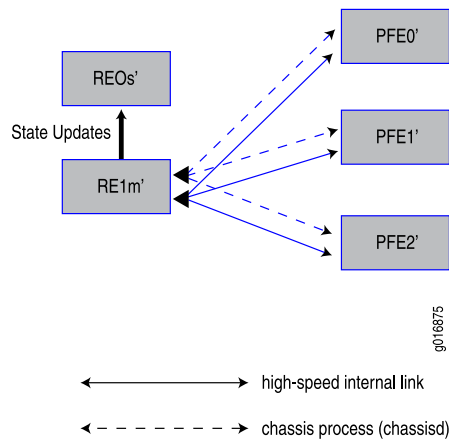 PFE0'
REOs'
State Updates
PFE1'
RE1m'
PFE2'
g016875
high-speed internal link
chassis process (chassisd)